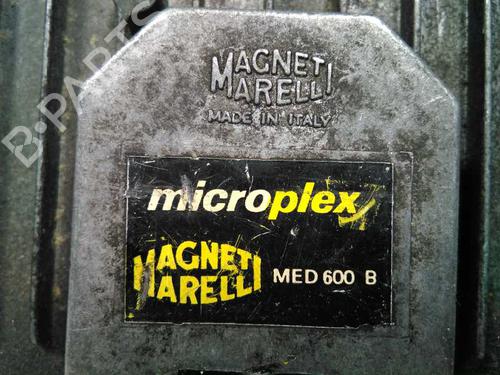 MAGNETI
MARELLI
MADE IN ITALY
microplex
MAGNETI
MARELLI
MED 600 B
B-PARTS